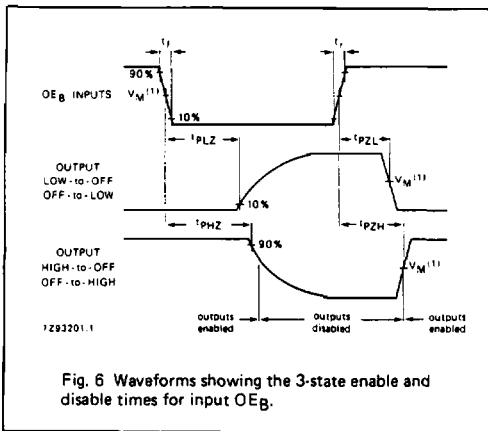 tf
tr
90%
OEB INPUTS
VM(1)
10%
tPLZ
tPZL
OUTPUT
LOW-to-OFF
OFF-to-LOW
VM(1)
10%
tPHZ
tPZH
90%
OUTPUT
HIGH-to-OFF
OFF-to-HIGH
VM(1)
7Z93201.1
outputs enabled
outputs disabled
outputs enabled
Fig. 6 Waveforms showing the 3-state enable and
disable times for input OEB.